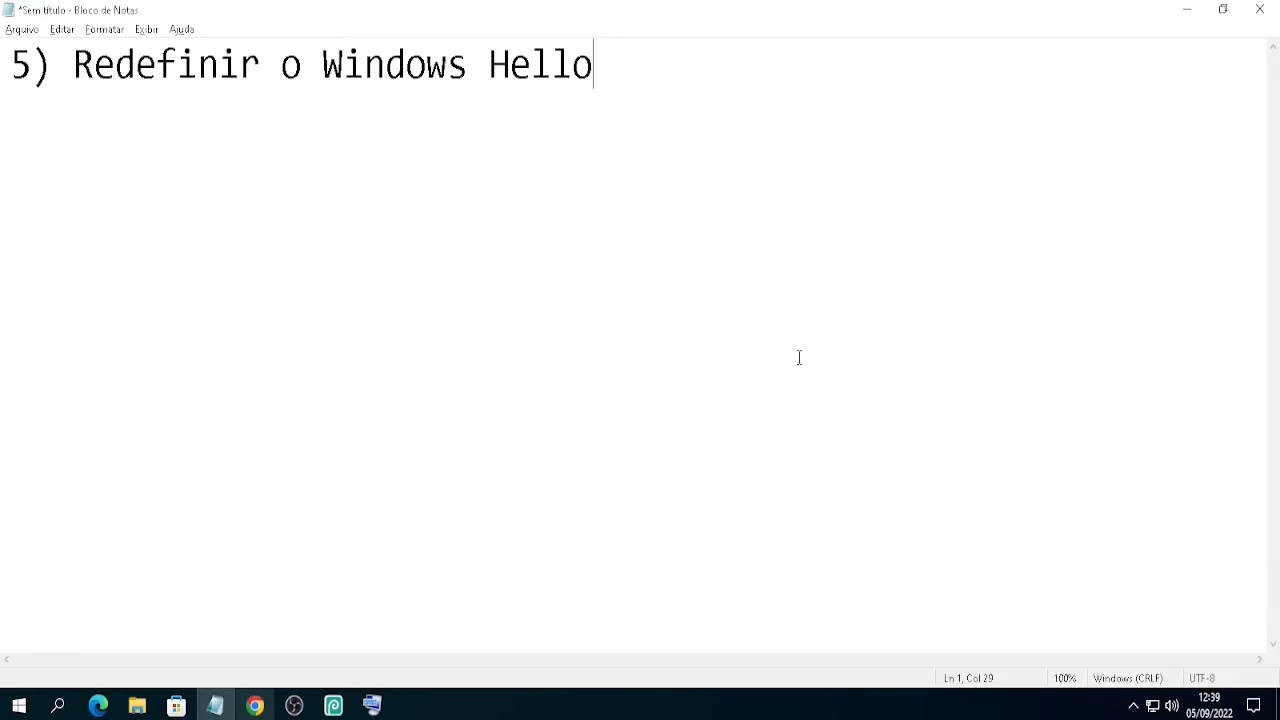 *Sem título - Bloco de Notas
Arquivo Editar Formatar Exibir Ajuda
5) Redefinir o Windows Hello
Ln 1, Col 29 100% Windows (CRLF) UTF-8
12:39
05/09/2022